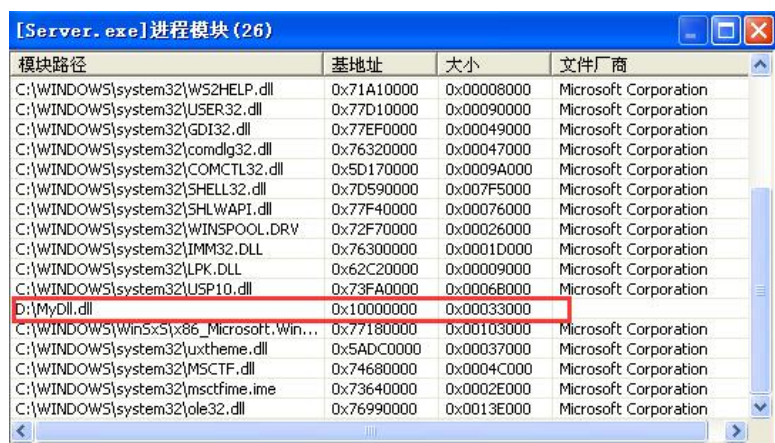 [Server.exe]进程模块(26)
模块路径 基地址 大小 文件厂商
C:\WINDOWS\system32\WS2HELP.dll 0x71A10000 0x00008000 Microsoft Corporation
C:\WINDOWS\system32\USER32.dll 0x77D10000 0x00090000 Microsoft Corporation
C:\WINDOWS\system32\GDI32.dll 0x77EF0000 0x00049000 Microsoft Corporation
C:\WINDOWS\system32\comdlg32.dll 0x76320000 0x00047000 Microsoft Corporation
C:\WINDOWS\system32\COMCTL32.dll 0x5D170000 0x0009A000 Microsoft Corporation
C:\WINDOWS\system32\SHELL32.dll 0x7D590000 0x007F5000 Microsoft Corporation
C:\WINDOWS\system32\SHLWAPI.dll 0x77F40000 0x00076000 Microsoft Corporation
C:\WINDOWS\system32\WINSPOOL.DRV 0x72F70000 0x00026000 Microsoft Corporation
C:\WINDOWS\system32\IMM32.DLL 0x76300000 0x0001D000 Microsoft Corporation
C:\WINDOWS\system32\LPK.DLL 0x62C20000 0x00009000 Microsoft Corporation
C:\WINDOWS\system32\USP10.dll 0x73FA0000 0x0006B000 Microsoft Corporation
D:\MyDll.dll 0x10000000 0x00033000
C:\WINDOWS\WinSxS\x86_Microsoft.Win... 0x77180000 0x00103000 Microsoft Corporation
C:\WINDOWS\system32\uxtheme.dll 0x5ADC0000 0x00037000 Microsoft Corporation
C:\WINDOWS\system32\MSCTF.dll 0x74680000 0x0004C000 Microsoft Corporation
C:\WINDOWS\system32\msctfime.ime 0x73640000 0x0002E000 Microsoft Corporation
C:\WINDOWS\system32\ole32.dll 0x76990000 0x0013E000 Microsoft Corporation